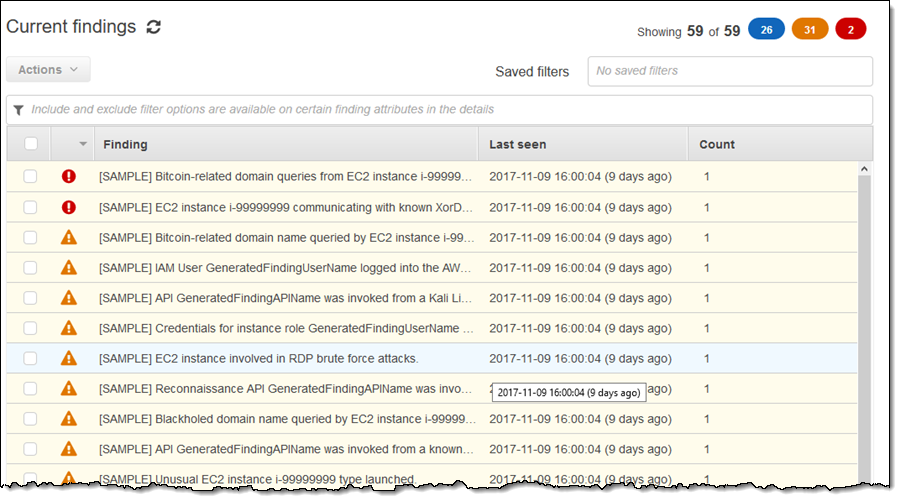 Current findings
Showing 59 of 59 26 31 2
Actions
Saved filters No saved filters
Include and exclude filter options are available on certain finding attributes in the details
Finding Last seen Count
[SAMPLE] Bitcoin-related domain queries from EC2 instance i-99999... 2017-11-09 16:00:04 (9 days ago) 1
[SAMPLE] EC2 instance i-99999999 communicating with known XorD... 2017-11-09 16:00:04 (9 days ago) 1
[SAMPLE] Bitcoin-related domain name queried by EC2 instance i-99... 2017-11-09 16:00:04 (9 days ago) 1
[SAMPLE] IAM User GeneratedFindingUserName logged into the AW... 2017-11-09 16:00:04 (9 days ago) 1
[SAMPLE] API GeneratedFindingAPIName was invoked from a Kali Li... 2017-11-09 16:00:04 (9 days ago) 1
[SAMPLE] Credentials for instance role GeneratedFindingUserName ... 2017-11-09 16:00:04 (9 days ago) 1
[SAMPLE] EC2 instance involved in RDP brute force attacks. 2017-11-09 16:00:04 (9 days ago) 1
[SAMPLE] Reconnaissance API GeneratedFindingAPIName was invo... ago) 1
2017-11-09 16:00:04 (9 days ago)
[SAMPLE] Blackholed domain name queried by EC2 instance i-99999... 2017-11-09 16:00:04 (9 days ago) 1
[SAMPLE] API GeneratedFindingAPIName was invoked from a known... 2017-11-09 16:00:04 (9 days ago) 1
[SAMPLE] Unusual EC2 instance i-99999999 type launched. 2017-11-09 16:00:04 (9 days ago) 1